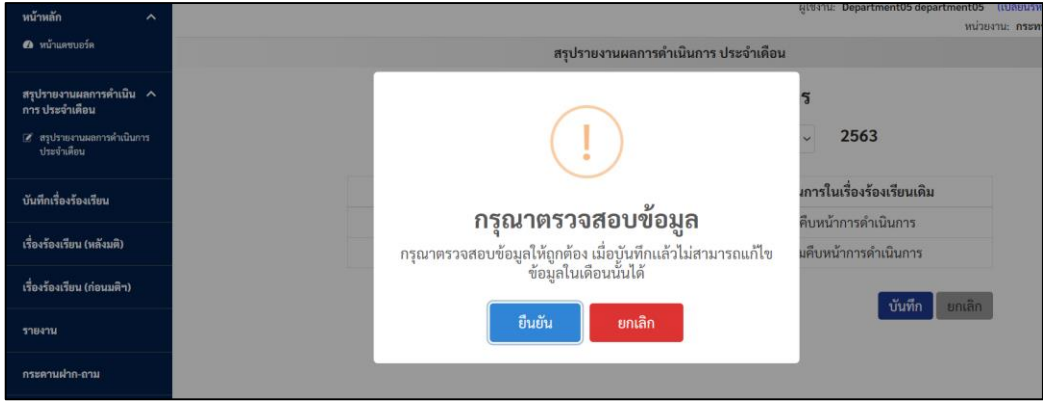 หน้าหลัก
หน้าแดชบอร์ด
สรุปรายงานผลการดำเนิน
การ ประจำเดือน
สรุปรายงานผลการดำเนินการ
ประจำเดือน
บันทึกเรื่องร้องเรียน
เรื่องร้องเรียน (หลังมติ)
เรื่องร้องเรียน (ก่อนมติฯ)
รายงาน
กระดานฝาก-ถาม
ผู้ใช้งาน: Department05 department05
หน่วยงาน:
สรุปรายงานผลการดำเนินการ ประจำเดือน
ร
2563
นการในเรื่องร้องเรียนเดิม
คืบหน้าการดำเนินการ
มคืบหน้าการดำเนินการ
บันทึก ยกเลิก
!
กรุณาตรวจสอบข้อมูล
กรุณาตรวจสอบข้อมูลให้ถูกต้อง เมื่อบันทึกแล้วไม่สามารถแก้ไข
ข้อมูลในเดือนนั้นได้
ยืนยัน ยกเลิก